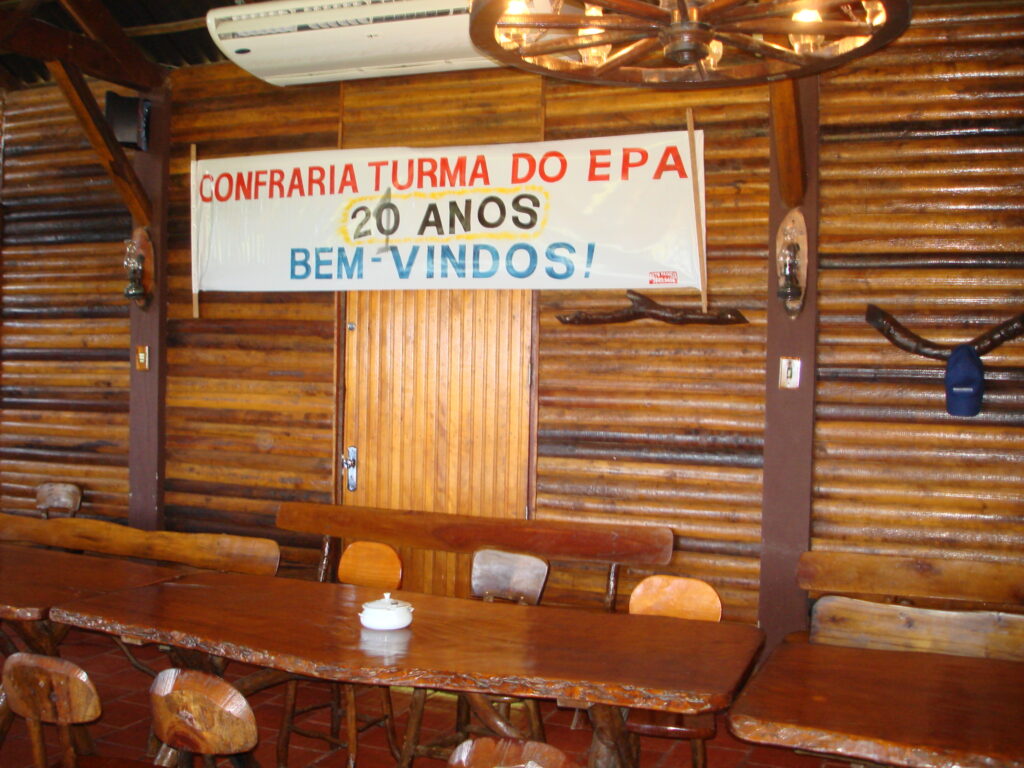 CONFRARIA TURMA DO EPA
20 ANOS
BEM-VINDOS!